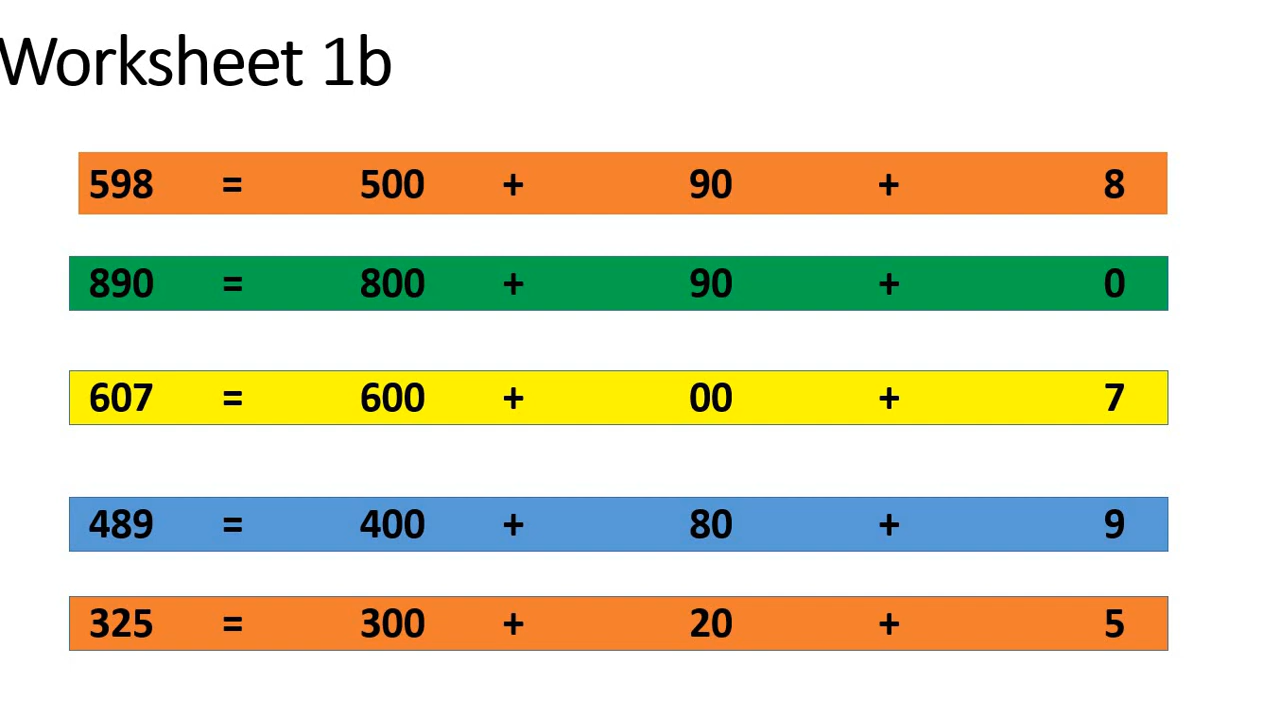 Worksheet 1b
598 = 500 + 90 + 8
890 = 800 + 90 + 0
607 = 600 + 00 + 7
489 = 400 + 80 + 9
325 = 300 + 20 + 5